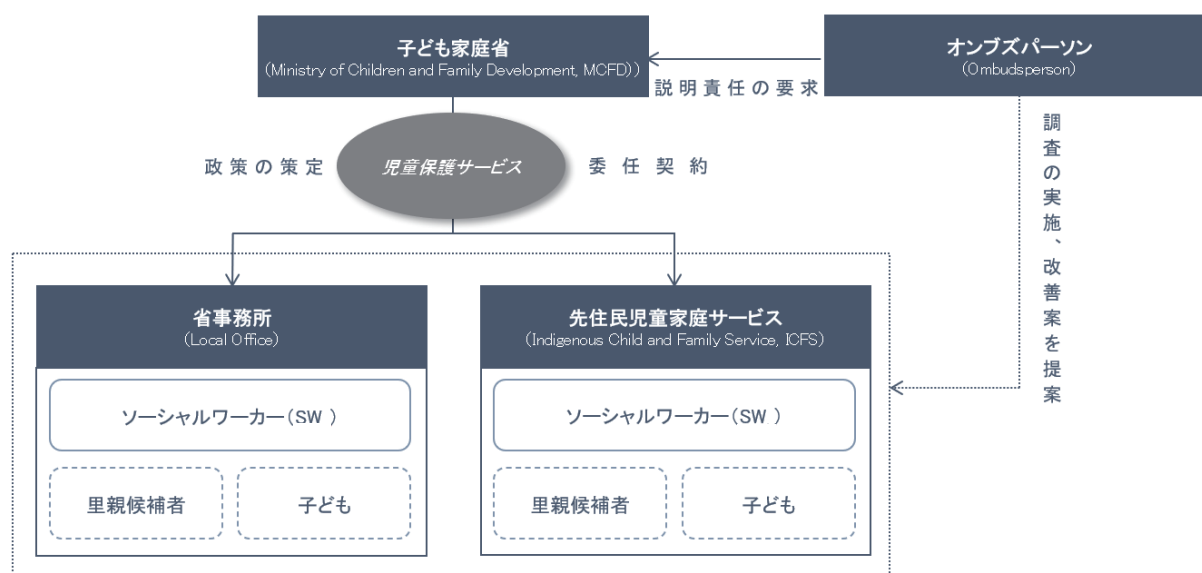 子ども家庭省
(Ministry of Children and Family Development, MCFD))
オンブズパーソン
(Ombudsperson)
説明責任の要求
政策の策定
児童保護サービス
委任契約
調査の実施、改善案を提案
省事務所
(Local Office)
ソーシャルワーカー(SW )
里親候補者
子ども
先住民児童家庭サービス
(Indigenous Child and Family Service, ICFS)
ソーシャルワーカー(SW )
里親候補者
子ども